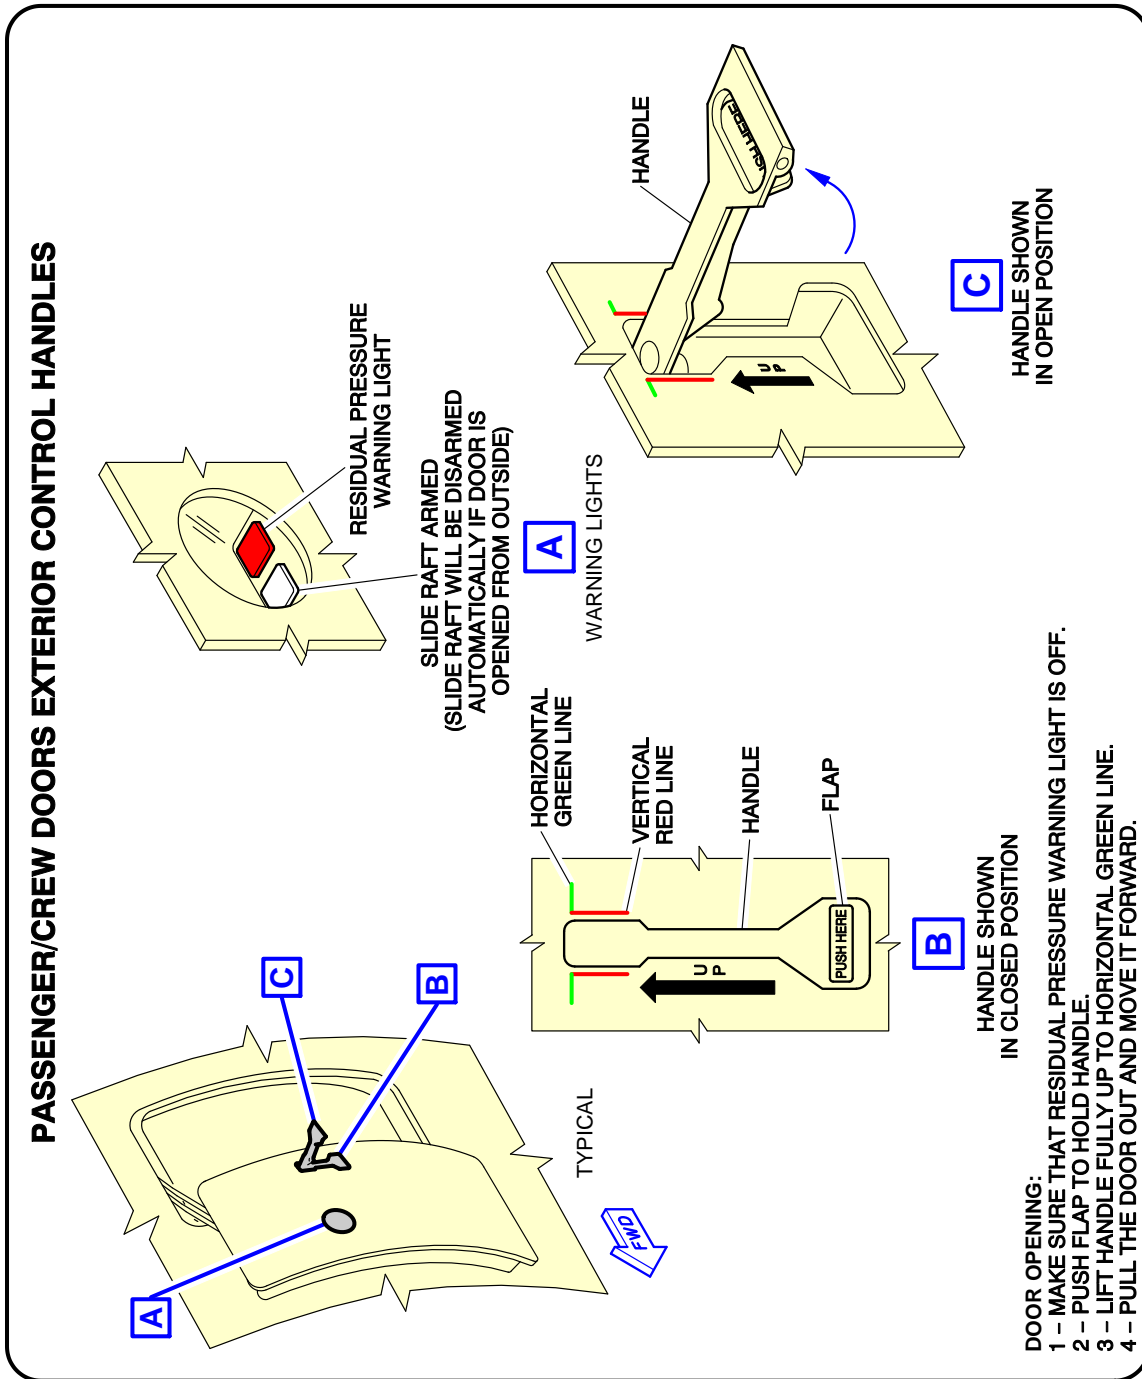 PASSENGER/CREW DOORS EXTERIOR CONTROL HANDLES
A
C
B
FWD
TYPICAL
RESIDUAL PRESSURE
WARNING LIGHT
SLIDE RAFT ARMED
(SLIDE RAFT WILL BE DISARMED
AUTOMATICALLY IF DOOR IS
OPENED FROM OUTSIDE)
A
WARNING LIGHTS
HORIZONTAL
GREEN LINE
VERTICAL
RED LINE
HANDLE
FLAP
UP
PUSH HERE
B
HANDLE SHOWN
IN CLOSED POSITION
HANDLE
SH HERE
UP
C
HANDLE SHOWN
IN OPEN POSITION
DOOR OPENING:
1 – MAKE SURE THAT RESIDUAL PRESSURE WARNING LIGHT IS OFF.
2 – PUSH FLAP TO HOLD HANDLE.
3 – LIFT HANDLE FULLY UP TO HORIZONTAL GREEN LINE.
4 – PULL THE DOOR OUT AND MOVE IT FORWARD.